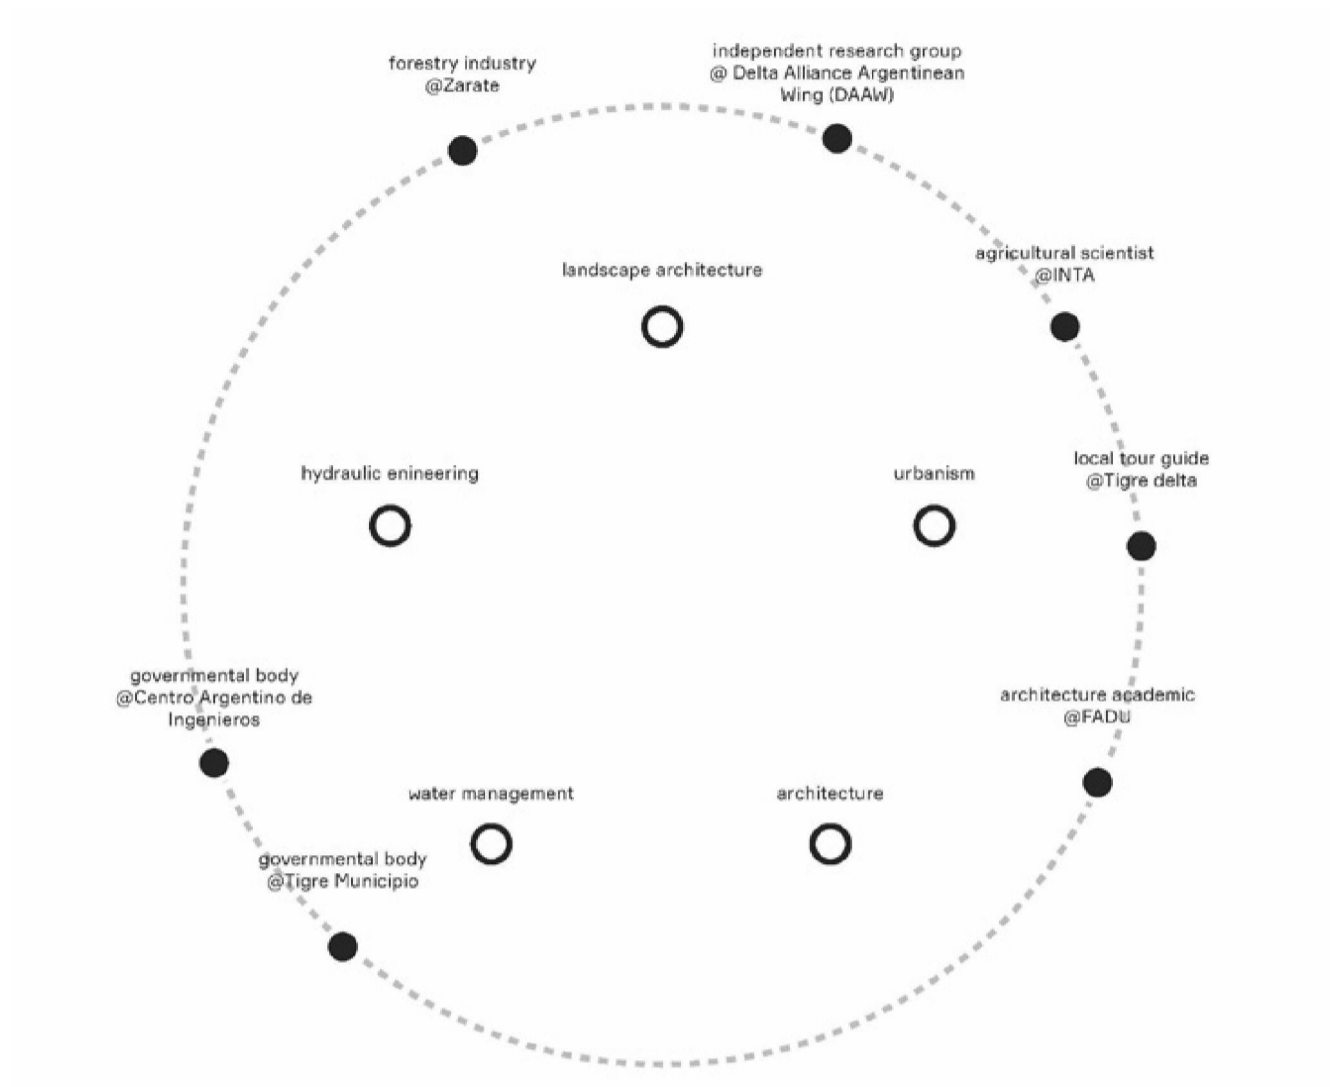 forestry industry
@Zarate
independent research group
@ Delta Alliance Argentinean
Wing (DAAW)
agricultural scientist
@INTA
landscape architecture
hydraulic enineering
urbanism
local tour guide
@Tigre delta
governmental body
@Centro Argentino de
Ingenieros
architecture academic
@FADU
water management
architecture
governmental body
@Tigre Municipio